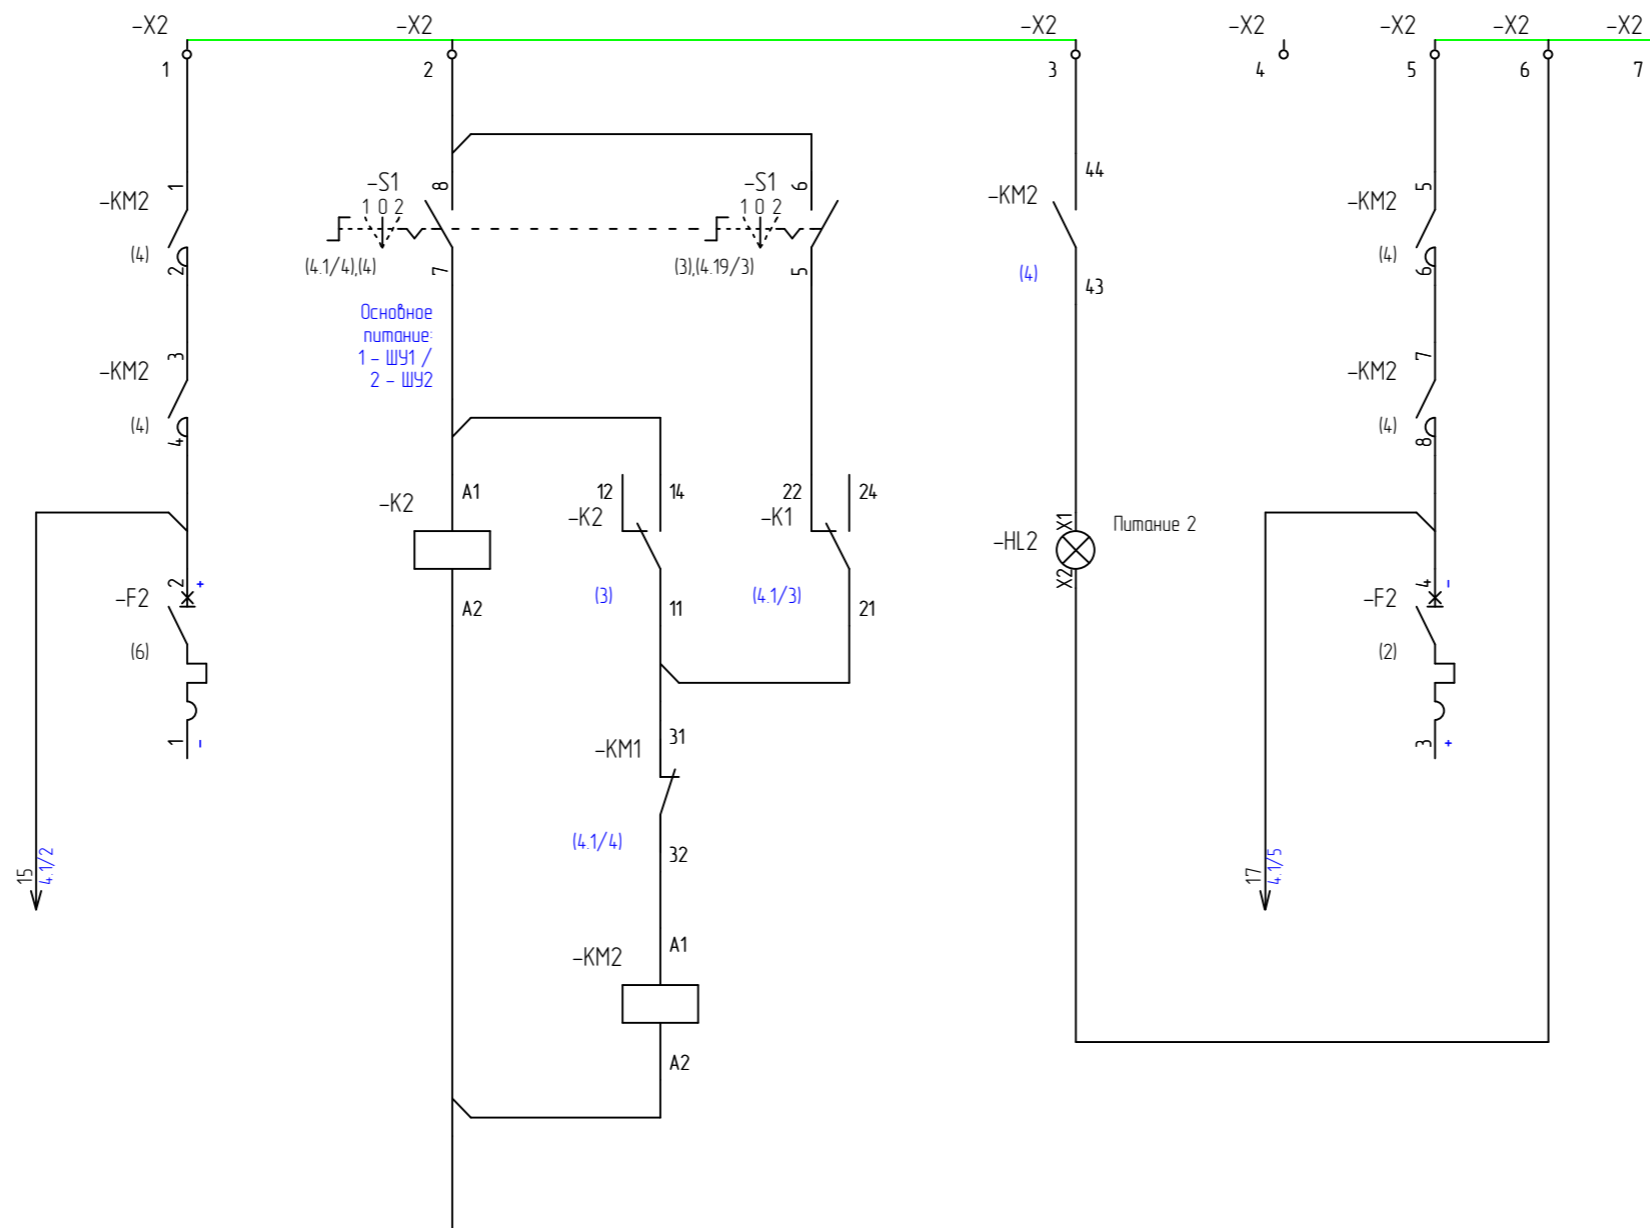 -X2 -X2 -X2 -X2 -X2 -X2 -X2
1 2 3 4 5 6 7
1 -S1 8 -S1 6 44 5
-KM2 1 0 2 1 0 2 -KM2 -KM2
(4) 2 (4.1/4),(4) 7 (3),(4.19/3) 5 (4) 43 (4) 6
Основное
питание:
1 - ШУ1 /
2 - ШУ2
3 7
-KM2 -KM2
(4) 4 (4) 8
-K2 A1 12 14 22 24
-K2 -K1
X1 Питание 2
-HL2
X2
A2 (3) 11 (4.1/3) 21
2 + 4 -
-F2 -F2
(6) (2)
1 - 3 +
-KM1 31
(4.1/4) 32
15 4.1/2 17 4.1/5
-KM2 A1
A2